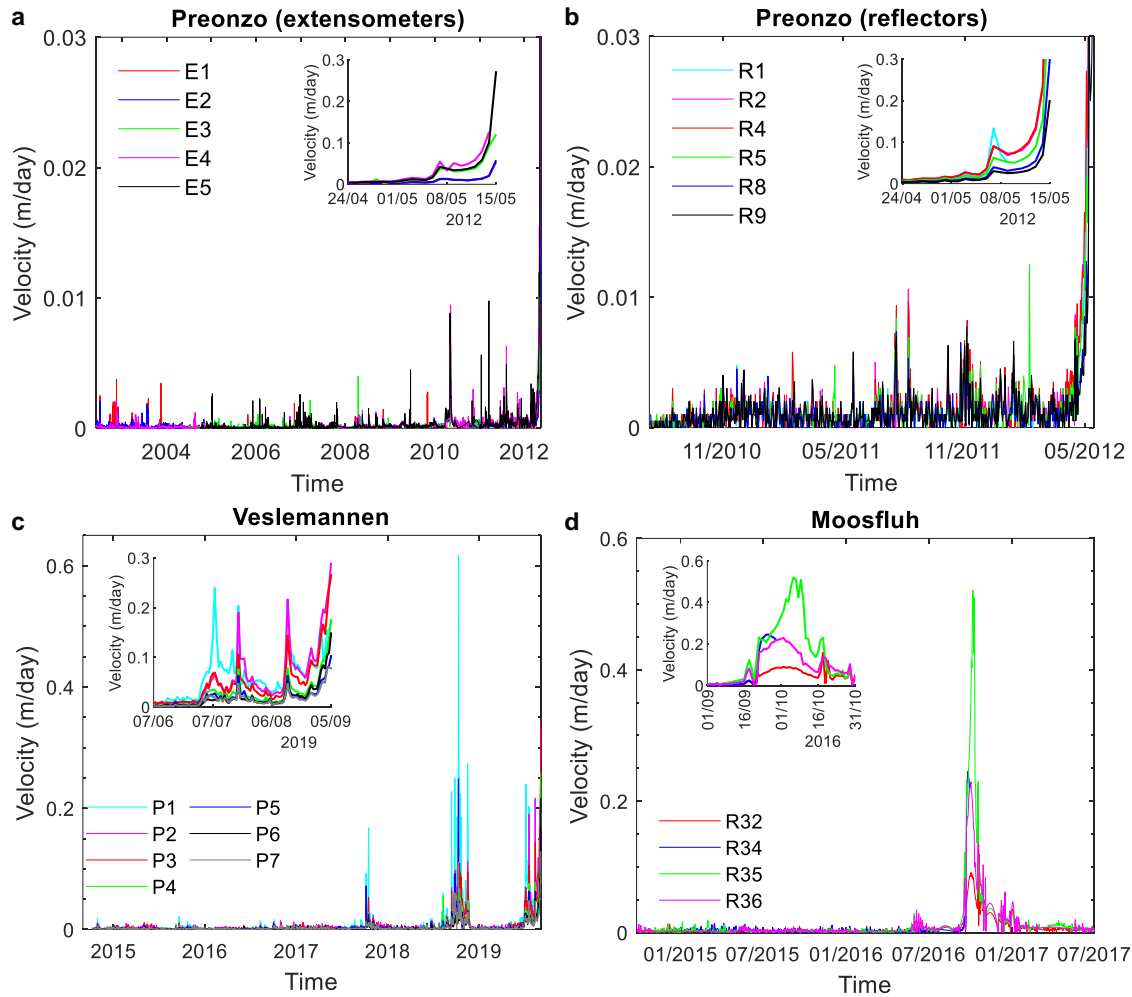 a
Preonzo (extensometers)
Velocity (m/day)
0.03
0.02
0.01
0
E1
E2
E3
E4
E5
2004
2006
2008
2010
2012
Time
Velocity (m/day)
0.3
0.2
0.1
0
24/04
01/05
08/05
15/05
2012
b
Preonzo (reflectors)
Velocity (m/day)
0.03
0.02
0.01
0
R1
R2
R4
R5
R8
R9
11/2010
05/2011
11/2011
05/2012
Time
Velocity (m/day)
0.3
0.2
0.1
0
24/04
01/05
08/05
15/05
2012
c
Veslemannen
Velocity (m/day)
0.6
0.4
0.2
0
P1
P2
P3
P4
P5
P6
P7
2015
2016
2017
2018
2019
Time
Velocity (m/day)
0.3
0.2
0.1
0
07/06
07/07
06/08
05/09
2019
d
Moosfluh
Velocity (m/day)
0.6
0.4
0.2
0
R32
R34
R35
R36
01/2015
07/2015
01/2016
07/2016
01/2017
07/2017
Time
Velocity (m/day)
0.6
0.4
0.2
0
01/09
16/09
01/10
16/10
31/10
2016